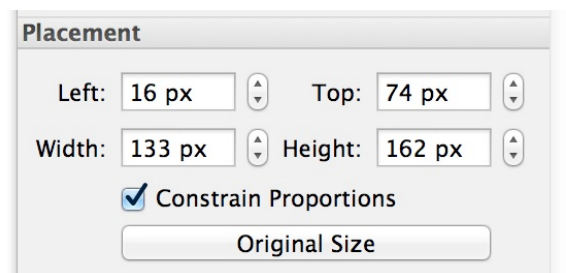 Placement
Left: 16 px Top: 74 px
Width: 133 px Height: 162 px
Constrain Proportions
Original Size